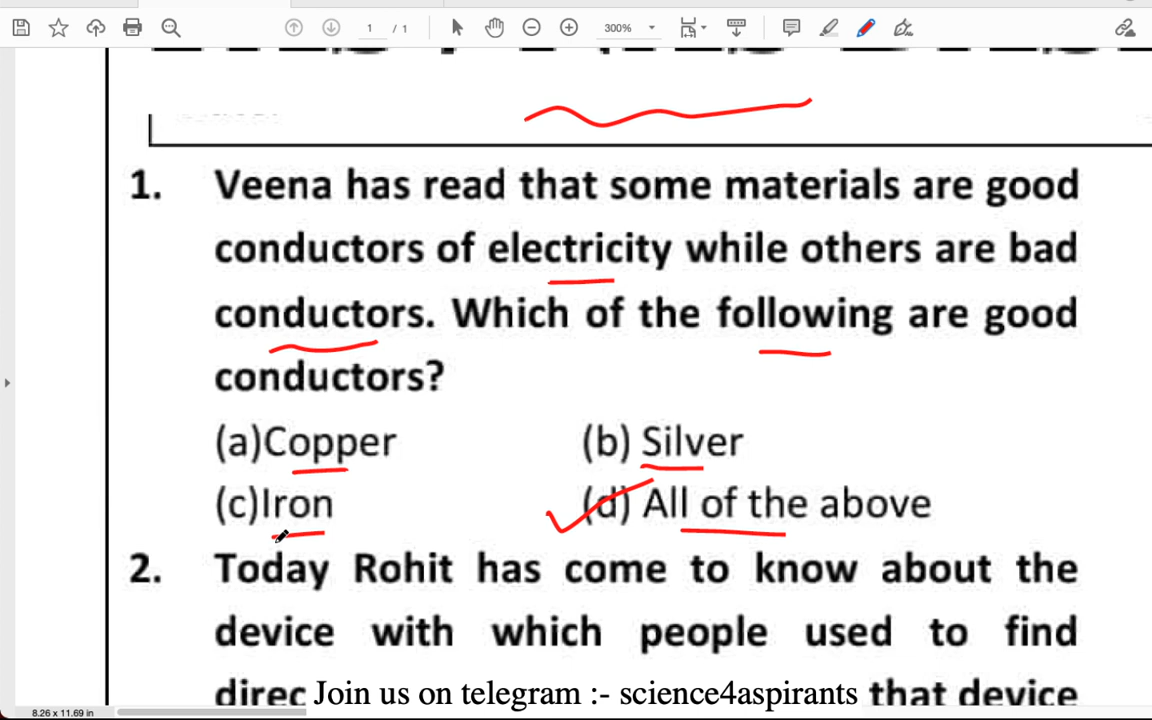 1 / 1
300%
1. Veena has read that some materials are good
conductors of electricity while others are bad
conductors. Which of the following are good
conductors?
(a)Copper (b) Silver
(c)Iron (d) All of the above
2. Today Rohit has come to know about the
device with which people used to find
direc Join us on telegram :- science4aspirants that device
8.26 x 11.69 in